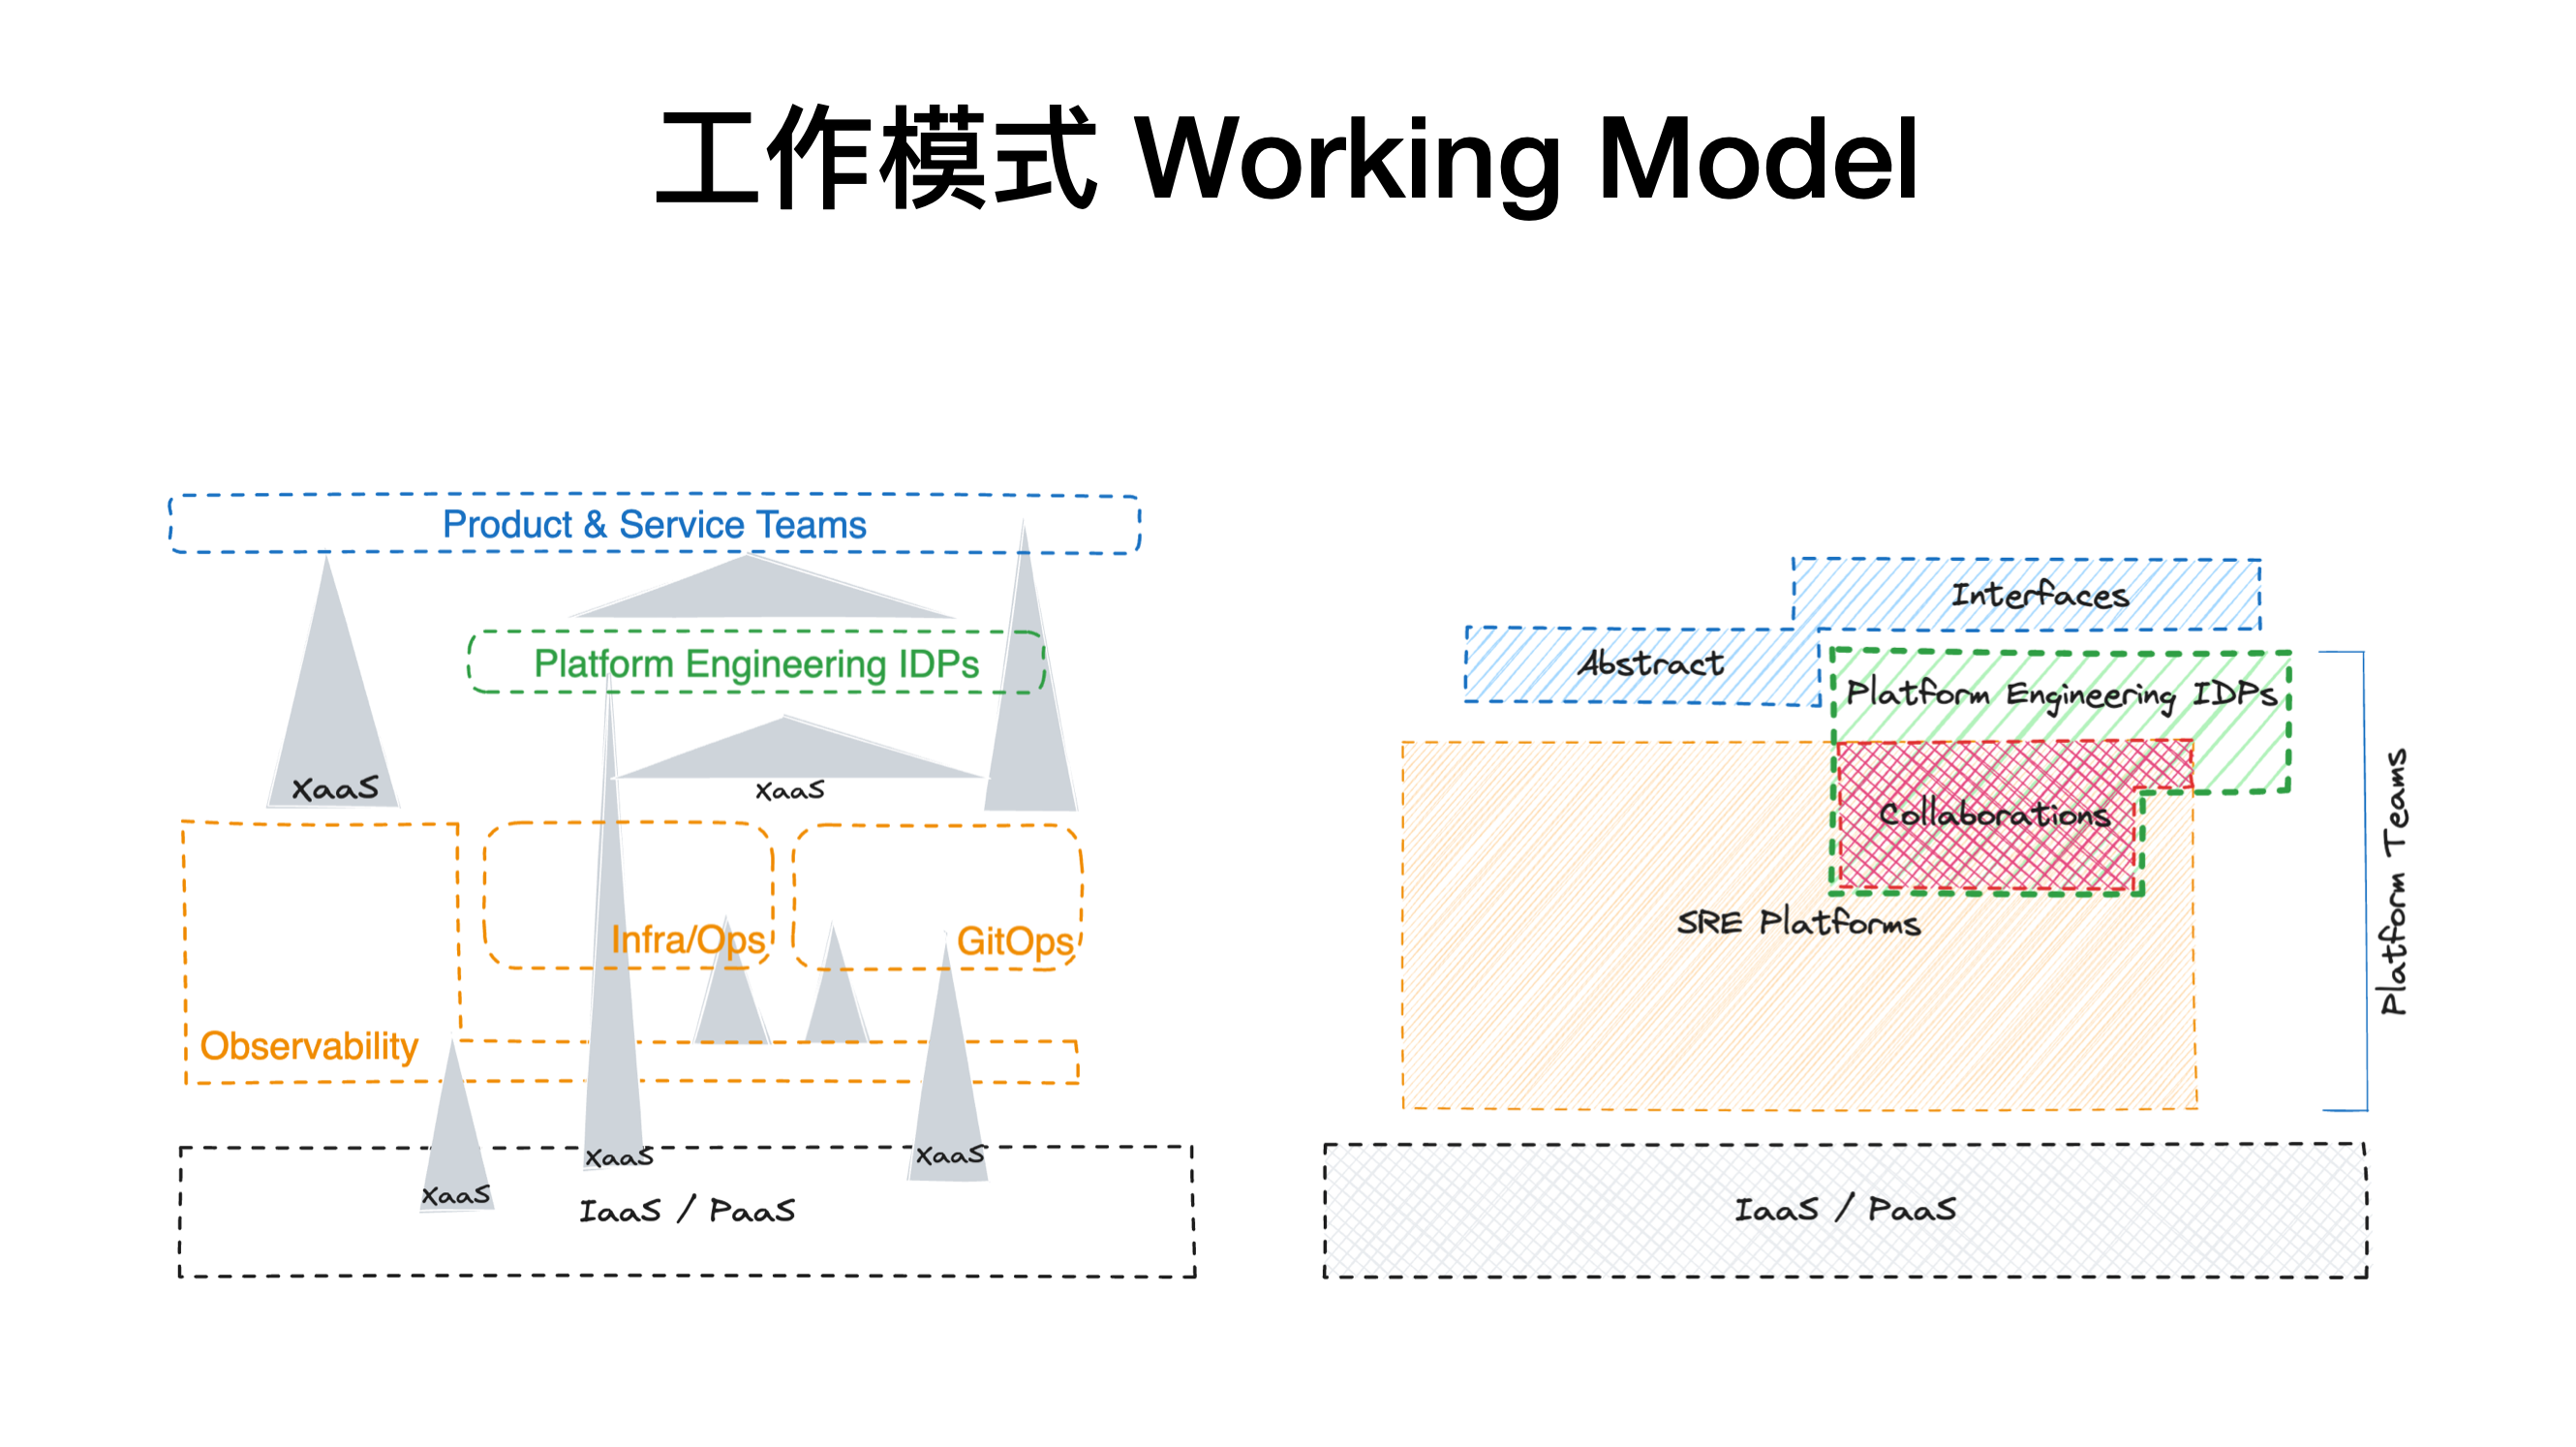 工作模式 Working Model
Product & Service Teams
Platform Engineering IDPs
XaaS
XaaS
Infra/Ops
GitOps
Observability
XaaS
XaaS
XaaS
IaaS / PaaS
Interfaces
Abstract
Platform Engineering IDPs
Collaborations
SRE Platforms
Platform Teams
IaaS / PaaS